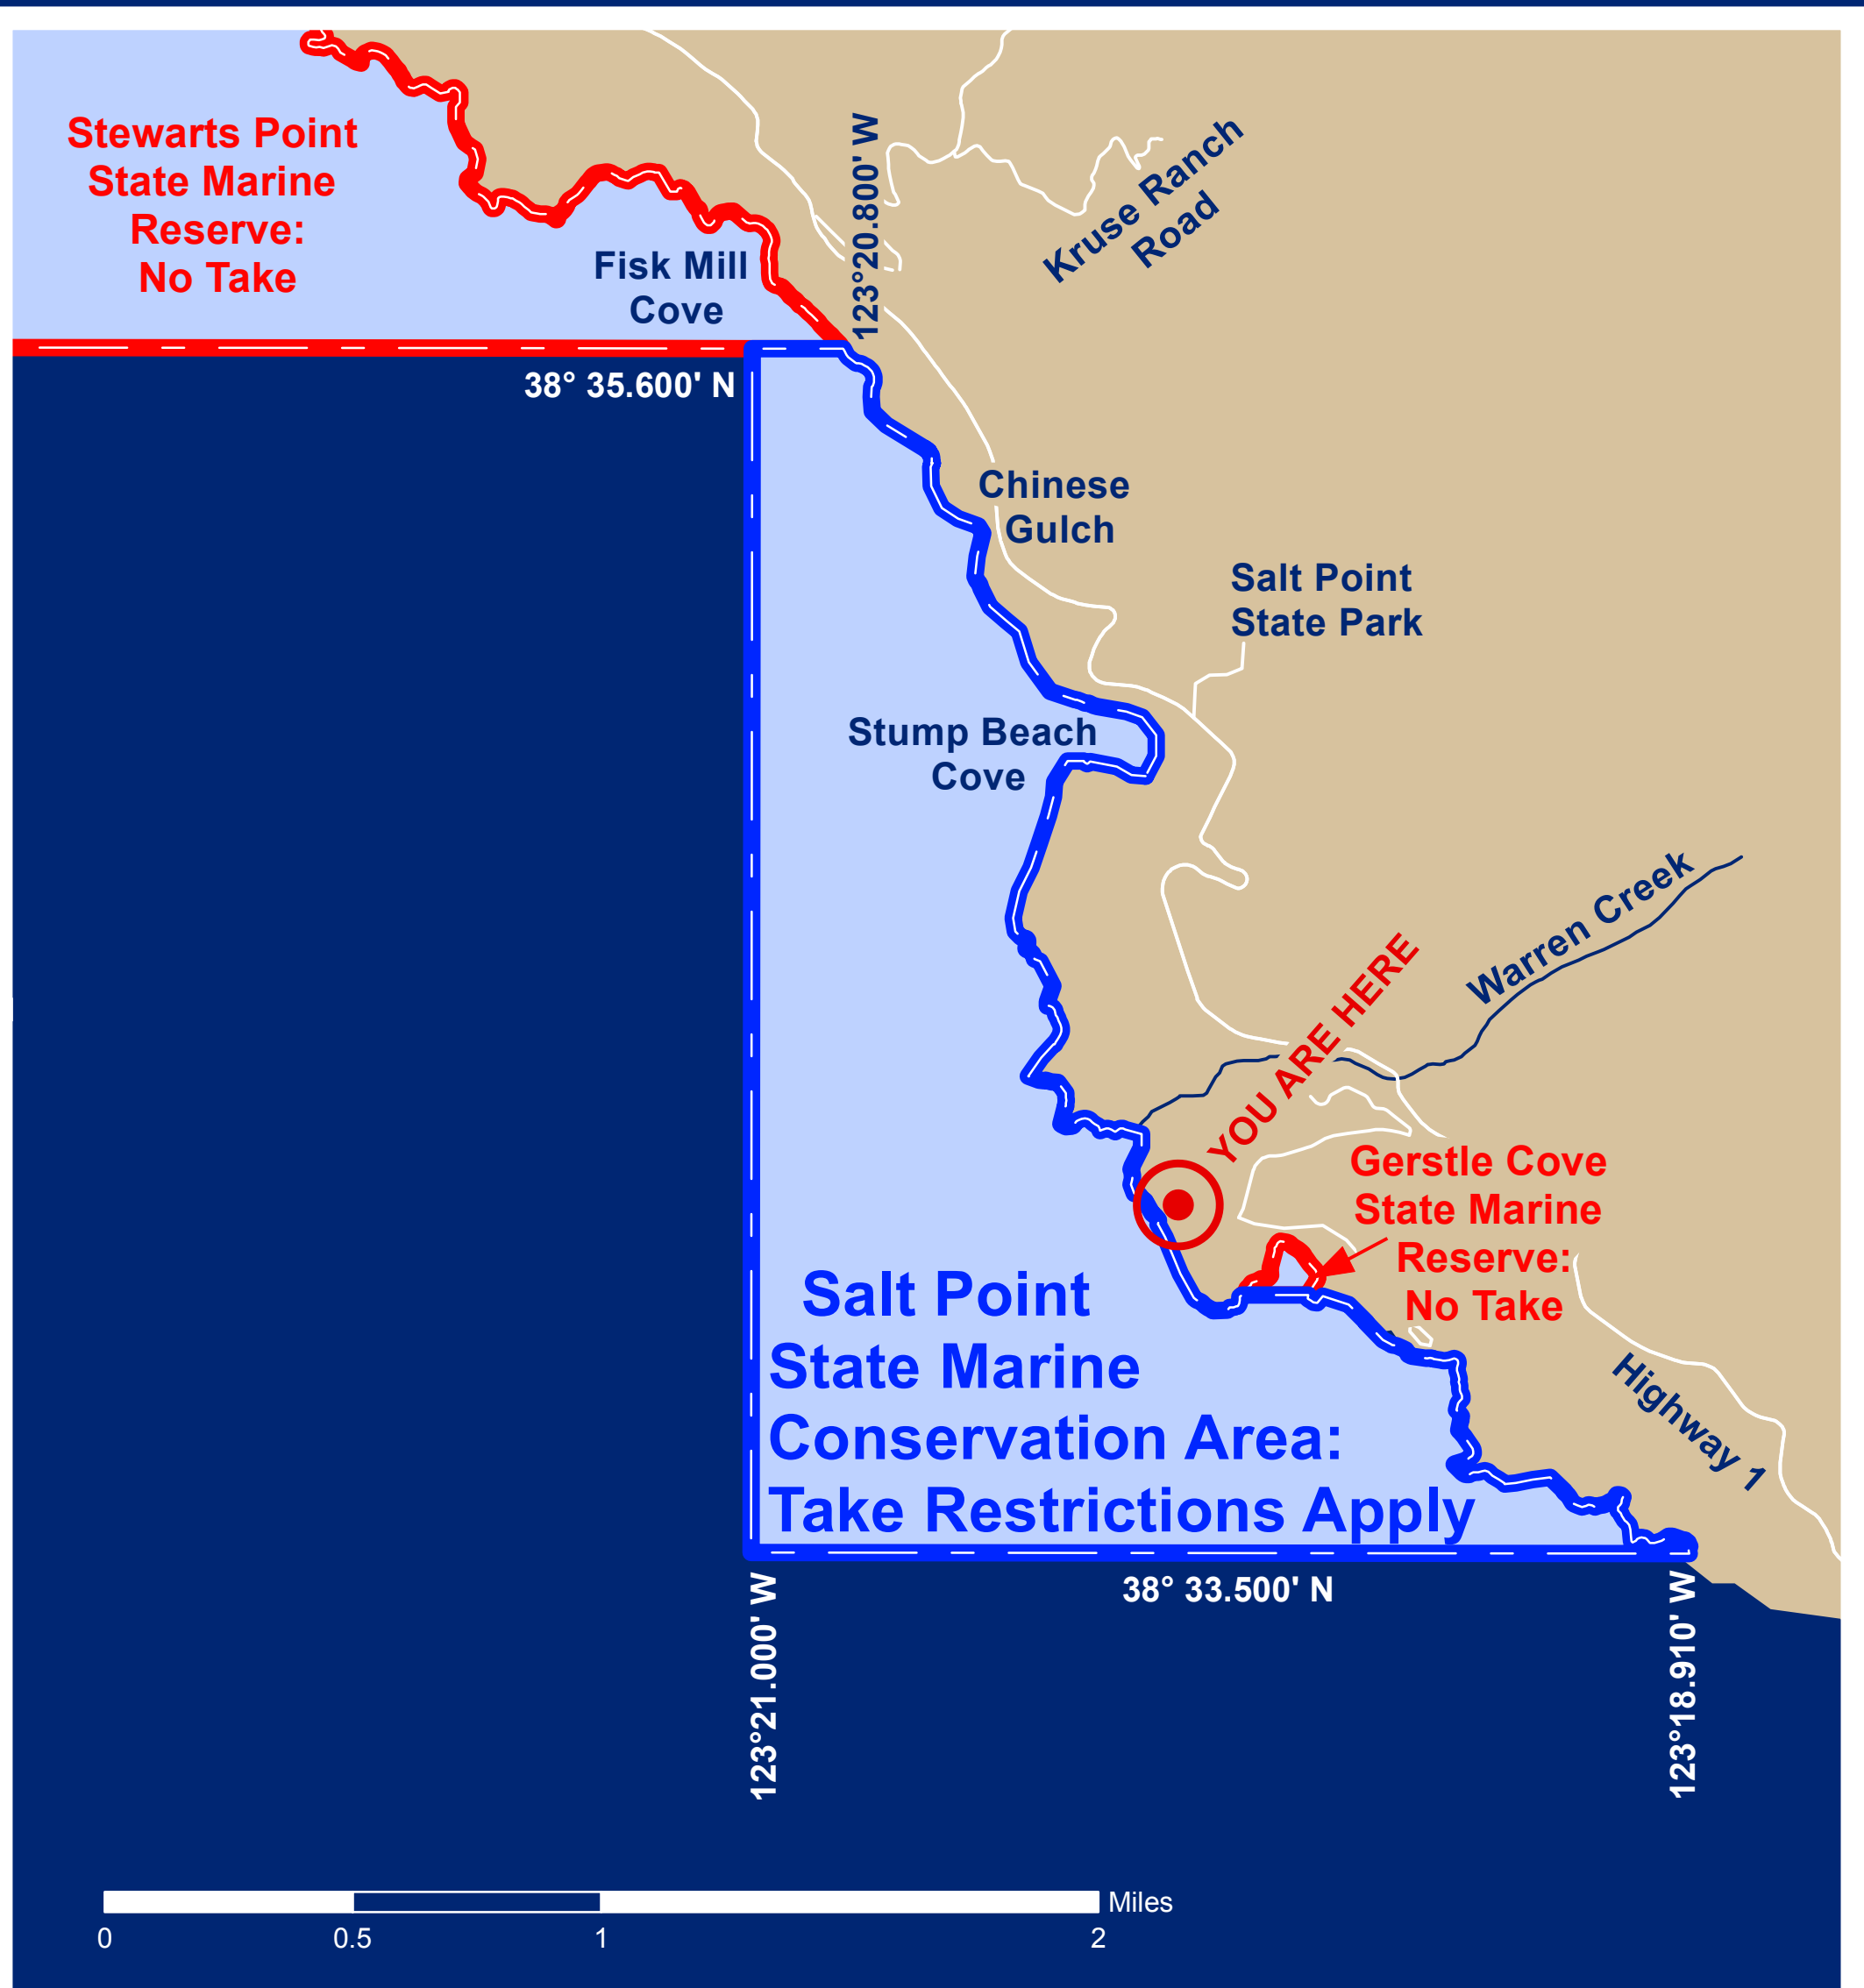 Stewarts Point
State Marine
Reserve:
No Take
Fisk Mill
Cove
123°20.800' W
Kruse Ranch
Road
38° 35.600' N
Chinese
Gulch
Salt Point
State Park
Stump Beach
Cove
Warren Creek
YOU ARE HERE
Gerstle Cove
State Marine
Reserve:
No Take
Salt Point
State Marine
Conservation Area:
Take Restrictions Apply
Highway 1
38° 33.500' N
123°21.000' W
123°18.910' W
Miles
0 0.5 1 2